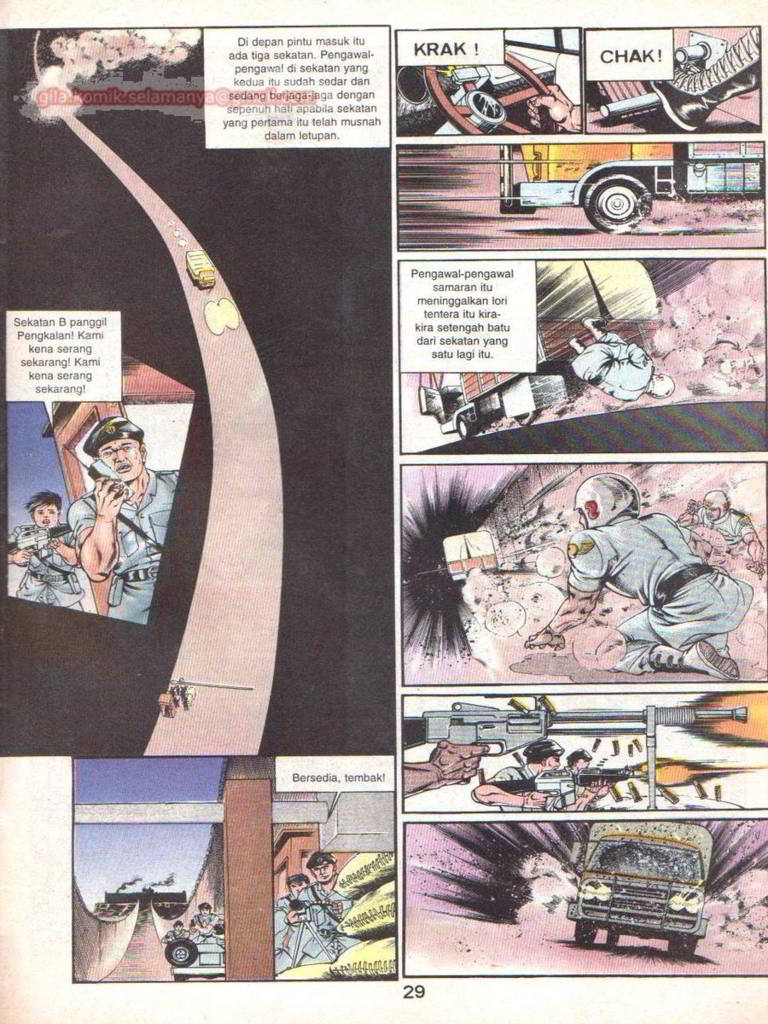 Di depan pintu masuk itu
ada tiga sekatan. Pengawal-
pengawal di sekatan yang
kedua itu sudah sedar dan
sedang berjaga-jaga dengan
sepenuh hati apabila sekatan
yang pertama itu telah musnah
dalam letupan.
gila.komik.selamanya@
Sekatan B panggil
Pengkalan! Kami
kena serang
sekarang! Kami
kena serang
sekarang!
Bersedia, tembak!
KRAK !
CHAK!
Pengawal-pengawal
samaran itu
meninggalkan lori
tentera itu kira-
kira setengah batu
dari sekatan yang
satu lagi itu.
29